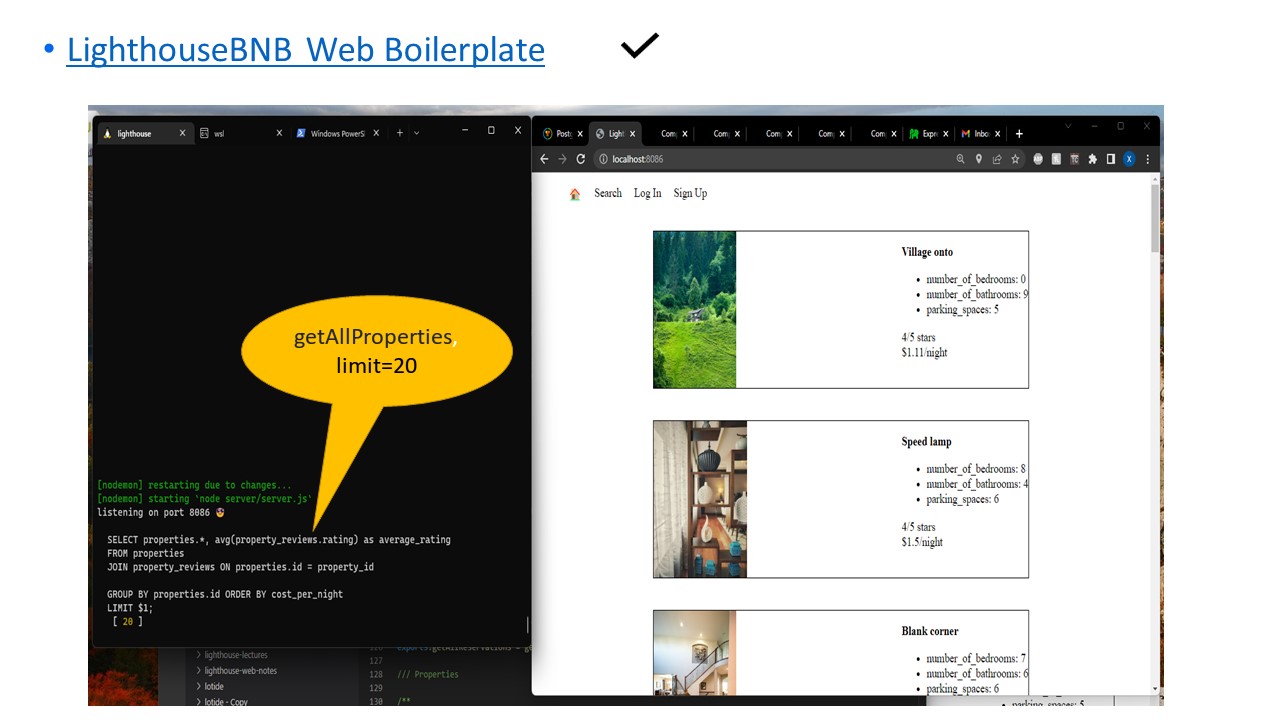 • LighthouseBNB Web Boilerplate
lighthouse
wsl
Windows PowerS
getAllProperties,
limit=20
[nodemon] restarting due to changes...
[nodemon] starting `node server/server.js`
listening on port 8086 😎
SELECT properties.*, avg(property_reviews.rating) as average_rating
FROM properties
JOIN property_reviews ON properties.id = property_id
GROUP BY properties.id ORDER BY cost_per_night
LIMIT $1;
[ 20 ]
> lighthouse-lectures
> lighthouse-web-notes
> lotide
> lotide - Copy
127
128 /// Properties
129
130 /**
Light
Com
Com
Com
Com
Com
Expre
Inbo
localhost:8086
X
Search Log In Sign Up
Village onto
• number_of_bedrooms: 0
• number_of_bathrooms: 9
• parking_spaces: 5
4/5 stars
$1.11/night
Speed lamp
• number_of_bedrooms: 8
• number_of_bathrooms: 4
• parking_spaces: 6
4/5 stars
$1.5/night
Blank corner
• number_of_bedrooms: 7
• number_of_bathrooms: 6
• parking_spaces: 6